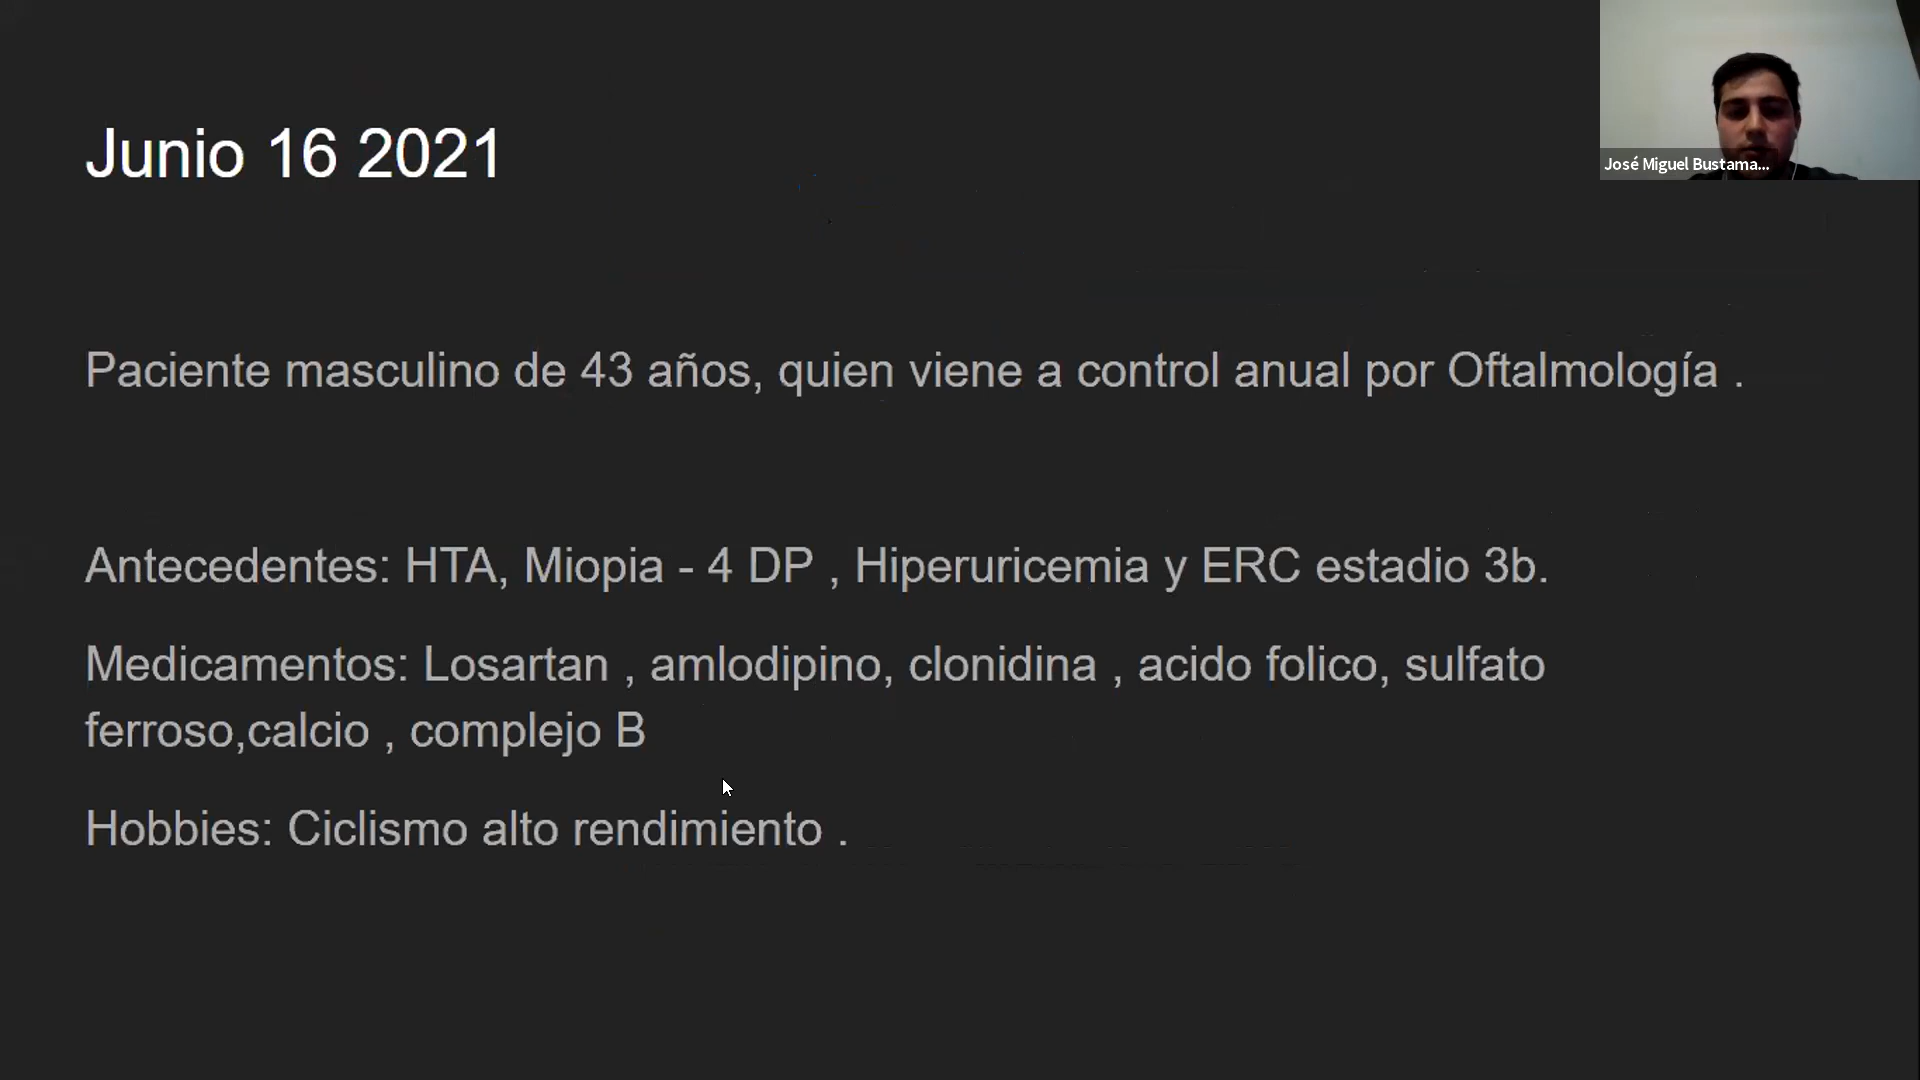 Junio 16 2021
José Miguel Bustama...
Paciente masculino de 43 años, quien viene a control anual por Oftalmología .
Antecedentes: HTA, Miopia - 4 DP , Hiperuricemia y ERC estadio 3b.
Medicamentos: Losartan , amlodipino, clonidina , acido folico, sulfato
ferroso,calcio , complejo B
Hobbies: Ciclismo alto rendimiento .